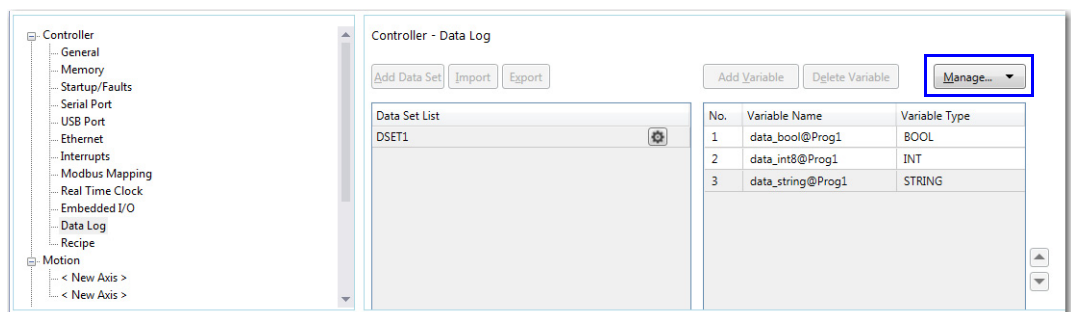 Controller
General
Memory
Startup/Faults
Serial Port
USB Port
Ethernet
Interrupts
Modbus Mapping
Real Time Clock
Embedded I/O
Data Log
Recipe
Motion
< New Axis >
< New Axis >
Controller - Data Log
Add Data Set Import Export
Add Variable Delete Variable Manage...
Data Set List
DSET1
No. Variable Name Variable Type
1 data_bool@Prog1 BOOL
2 data_int8@Prog1 INT
3 data_string@Prog1 STRING